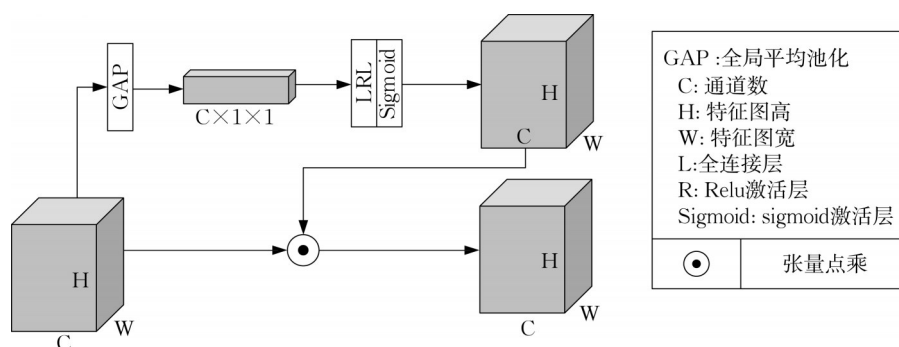 GAP
C×1×1
LRL
Sigmoid
H
C
W
H
C
W
H
C
W
GAP :全局平均池化
C: 通道数
H: 特征图高
W: 特征图宽
L:全连接层
R: Relu激活层
Sigmoid: sigmoid激活层
张量点乘